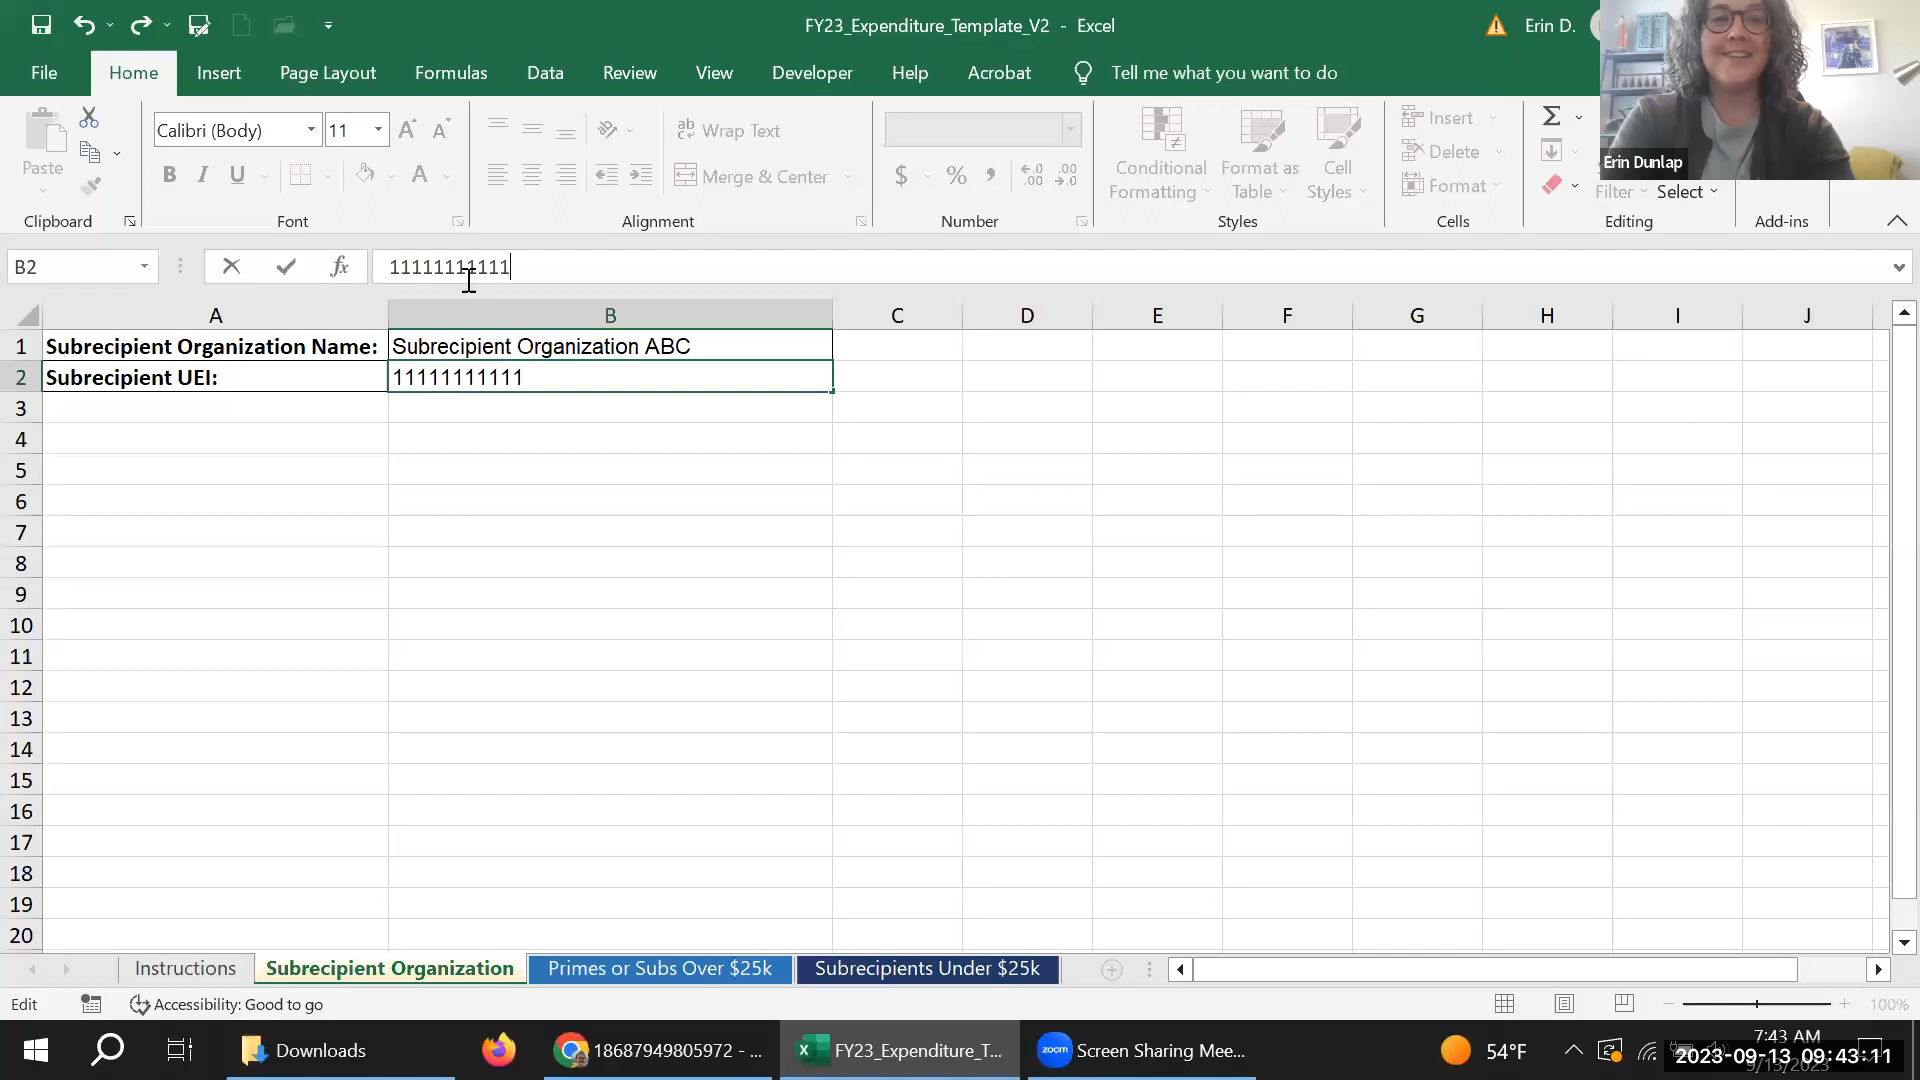 FY23_Expenditure_Template_V2 - Excel
Erin D.
File Home Insert Page Layout Formulas Data Review View Developer Help Acrobat Tell me what you want to do
Erin Dunlap
Paste
Clipboard
Calibri (Body) 11
B I U
Font
Wrap Text
Merge & Center
Alignment
$ % ,
Number
Conditional Formatting
Format as Table
Cell Styles
Styles
Insert
Delete
Format
Cells
Filter Select
Editing
Add-ins
B2
fx
11111111111
A B C D E F G H I J
1 Subrecipient Organization Name: Subrecipient Organization ABC
2 Subrecipient UEI: 11111111111
3
4
5
6
7
8
9
10
11
12
13
14
15
16
17
18
19
20
Instructions Subrecipient Organization Primes or Subs Over $25k Subrecipients Under $25k
Edit Accessibility: Good to go 100%
Downloads 18687949805972 - ... FY23_Expenditure_T... zoom Screen Sharing Mee... 54°F 7:43 AM
2023-09-13 09:43:11
9/13/2023